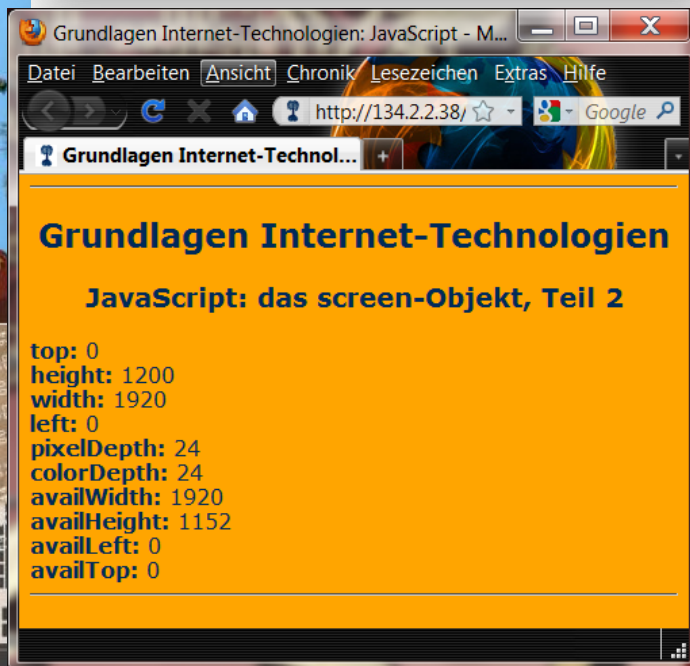 Grundlagen Internet-Technologien: JavaScript - M...
Datei Bearbeiten Ansicht Chronik Lesezeichen Extras Hilfe
http://134.2.2.38/ Google
Grundlagen Internet-Technol...
Grundlagen Internet-Technologien
JavaScript: das screen-Objekt, Teil 2
top: 0
height: 1200
width: 1920
left: 0
pixelDepth: 24
colorDepth: 24
availWidth: 1920
availHeight: 1152
availLeft: 0
availTop: 0